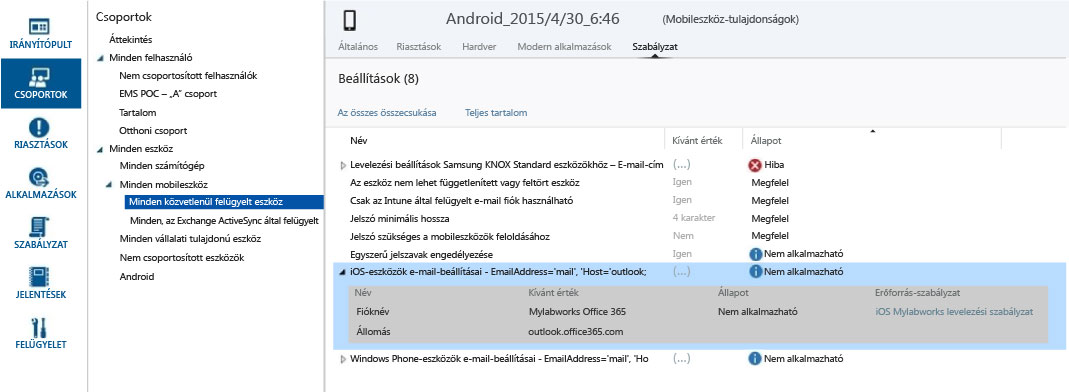 IRÁNYÍTÓPULT
CSOPORTOK
RIASZTÁSOK
ALKALMAZÁSOK
SZABÁLYZAT
JELENTÉSEK
FELÜGYELET
Csoportok
Áttekintés
Minden felhasználó
Nem csoportosított felhasználók
EMS POC – „A” csoport
Tartalom
Otthoni csoport
Minden eszköz
Minden számítógép
Minden mobileszköz
Minden közvetlenül felügyelt eszköz
Minden, az Exchange ActiveSync által felügyelt
Minden vállalati tulajdonú eszköz
Nem csoportosított eszközök
Android
Android_2015/4/30_6:46 (Mobileszköz-tulajdonságok)
Általános Riasztások Hardver Modern alkalmazások Szabályzat
Beállítások (8)
Az összes összecsukása Teljes tartalom
Név Kívánt érték Állapot
Levelezési beállítások Samsung KNOX Standard eszközökhöz – E-mail-cím (...) Hiba
Az eszköz nem lehet függetlenített vagy feltört eszköz Igen Megfelel
Csak az Intune által felügyelt e-mail fiók használható Igen Megfelel
Jelszó minimális hossza 4 karakter Megfelel
Jelszó szükséges a mobileszközök feloldásához Nem Megfelel
Egyszerű jelszavak engedélyezése Igen Nem alkalmazható
iOS-eszközök e-mail-beállításai - EmailAddress='mail', 'Host='outlook; (...) Nem alkalmazható
Név Kívánt érték Állapot Erőforrás-szabályzat
Fióknév Mylabworks Office 365 Nem alkalmazható iOS Mylabworks levelezési szabályzat
Állomás outlook.office365.com
Windows Phone-eszközök e-mail-beállításai - EmailAddress='mail', 'Ho (...) Nem alkalmazható